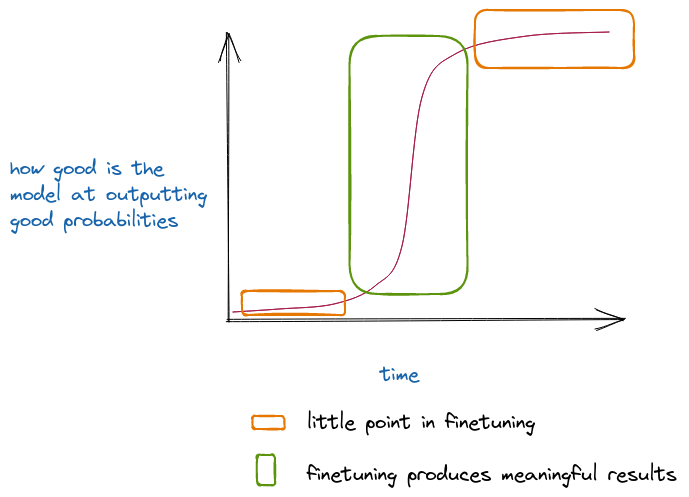 how good is the
model at outputting
good probabilities
time
little point in finetuning
finetuning produces meaningful results